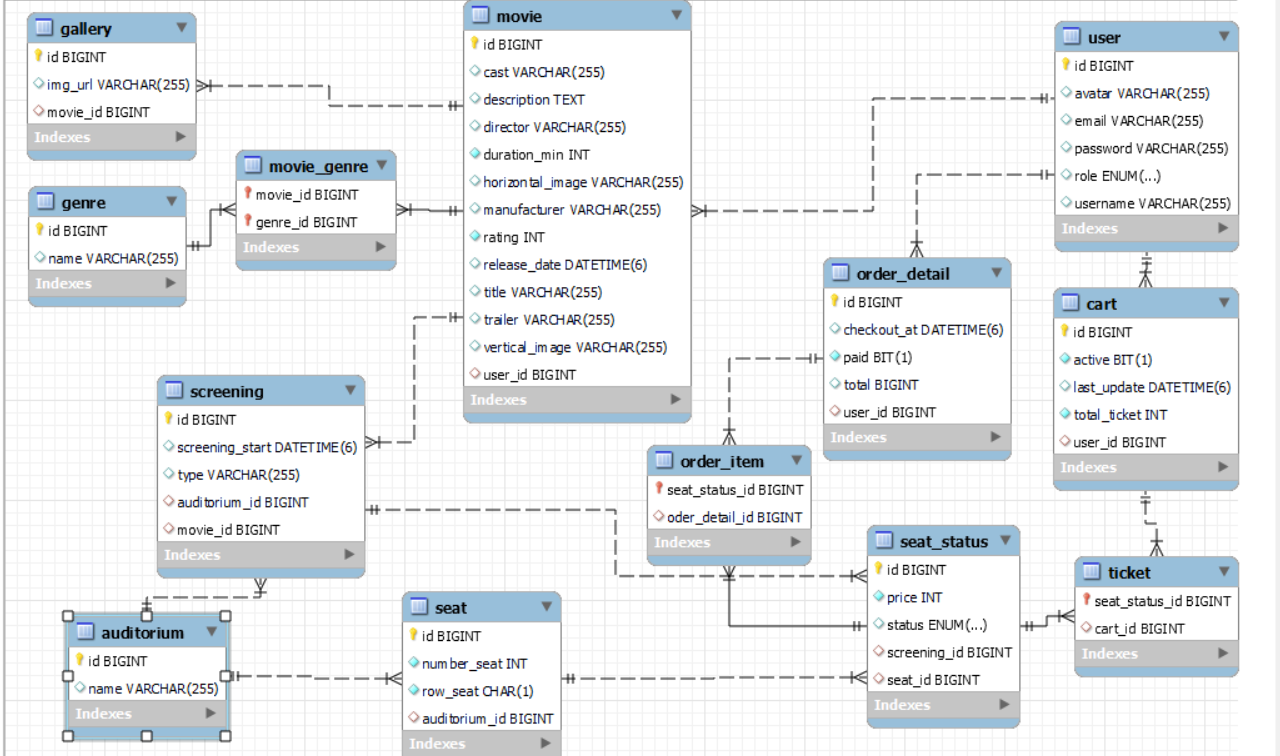 gallery
id BIGINT
img_url VARCHAR(255)
movie_id BIGINT
Indexes
genre
id BIGINT
name VARCHAR(255)
Indexes
movie_genre
movie_id BIGINT
genre_id BIGINT
Indexes
movie
id BIGINT
cast VARCHAR(255)
description TEXT
director VARCHAR(255)
duration_min INT
horizontal_image VARCHAR(255)
manufacturer VARCHAR(255)
rating INT
release_date DATETIME(6)
title VARCHAR(255)
trailer VARCHAR(255)
vertical_image VARCHAR(255)
user_id BIGINT
Indexes
user
id BIGINT
avatar VARCHAR(255)
email VARCHAR(255)
password VARCHAR(255)
role ENUM(...)
username VARCHAR(255)
Indexes
order_detail
id BIGINT
checkout_at DATETIME(6)
paid BIT(1)
total BIGINT
user_id BIGINT
Indexes
cart
id BIGINT
active BIT(1)
last_update DATETIME(6)
total_ticket INT
user_id BIGINT
Indexes
screening
id BIGINT
screening_start DATETIME(6)
type VARCHAR(255)
auditorium_id BIGINT
movie_id BIGINT
Indexes
order_item
seat_status_id BIGINT
oder_detail_id BIGINT
Indexes
seat_status
id BIGINT
price INT
status ENUM(...)
screening_id BIGINT
seat_id BIGINT
Indexes
ticket
seat_status_id BIGINT
cart_id BIGINT
Indexes
auditorium
id BIGINT
name VARCHAR(255)
Indexes
seat
id BIGINT
number_seat INT
row_seat CHAR(1)
auditorium_id BIGINT
Indexes